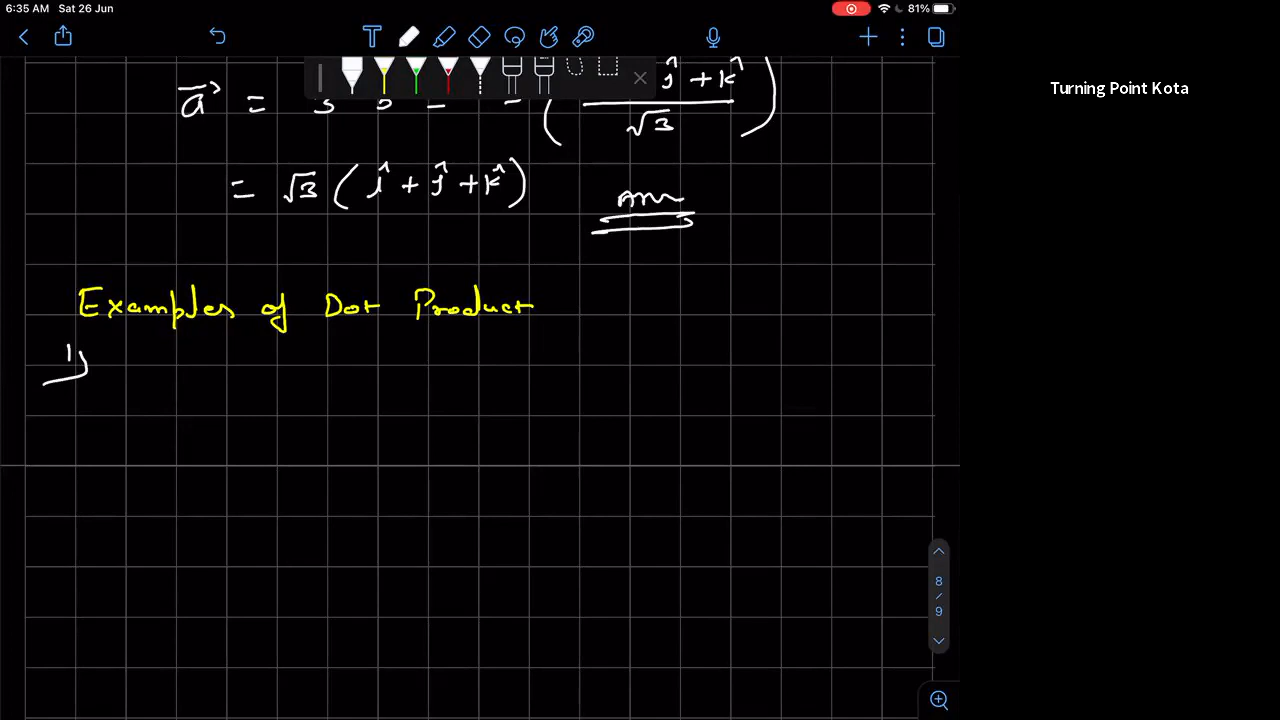 6:35 AM Sat 26 Jun
81%
T
Turning Point Kota
ĵ + k̂ )
a⃗ =
√3
= √3 ( î + ĵ + k̂ )
Ans
Examples of Dot Product
1)
8
/
9